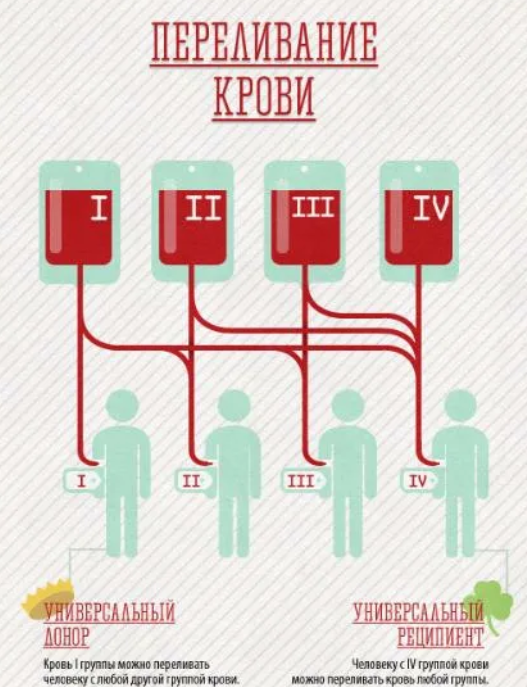 ПЕРЕЛИВАНИЕ
КРОВИ
I II III IV
I II III IV
УНИВЕРСАЛЬНЫЙ
ДОНОР
Кровь I группы можно переливать
человеку с любой другой группой крови.
УНИВЕРСАЛЬНЫЙ
РЕЦИПИЕНТ
Человеку с IV группой крови
можно переливать кровь любой группы.